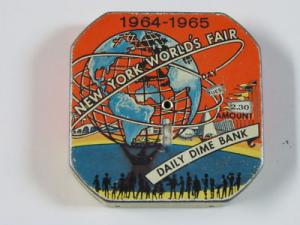 1964-1965
NEW YORK WORLD'S FAIR
2.30
AMOUNT
DAILY DIME BANK